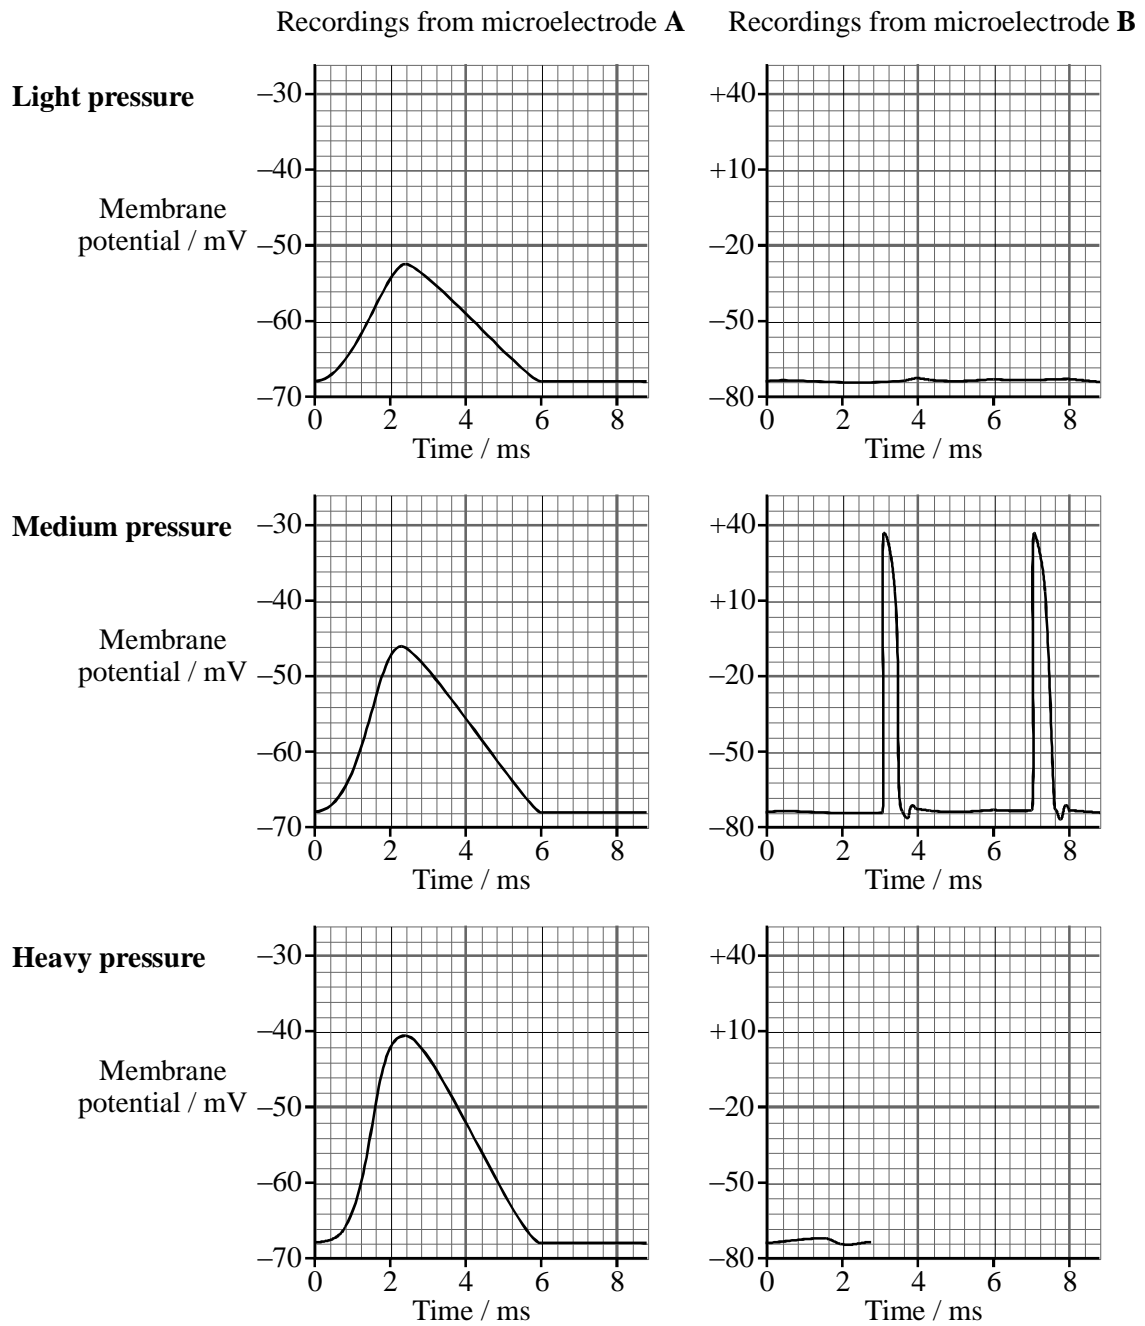 Recordings from microelectrode A Recordings from microelectrode B
Light pressure
–30
–40
Membrane
potential / mV –50
–60
–70
0 2 4 6 8
Time / ms
+40
+10
–20
–50
–80
0 2 4 6 8
Time / ms
Medium pressure
–30
–40
Membrane
potential / mV –50
–60
–70
0 2 4 6 8
Time / ms
+40
+10
–20
–50
–80
0 2 4 6 8
Time / ms
Heavy pressure
–30
–40
Membrane
potential / mV –50
–60
–70
0 2 4 6 8
Time / ms
+40
+10
–20
–50
–80
0 2 4 6 8
Time / ms